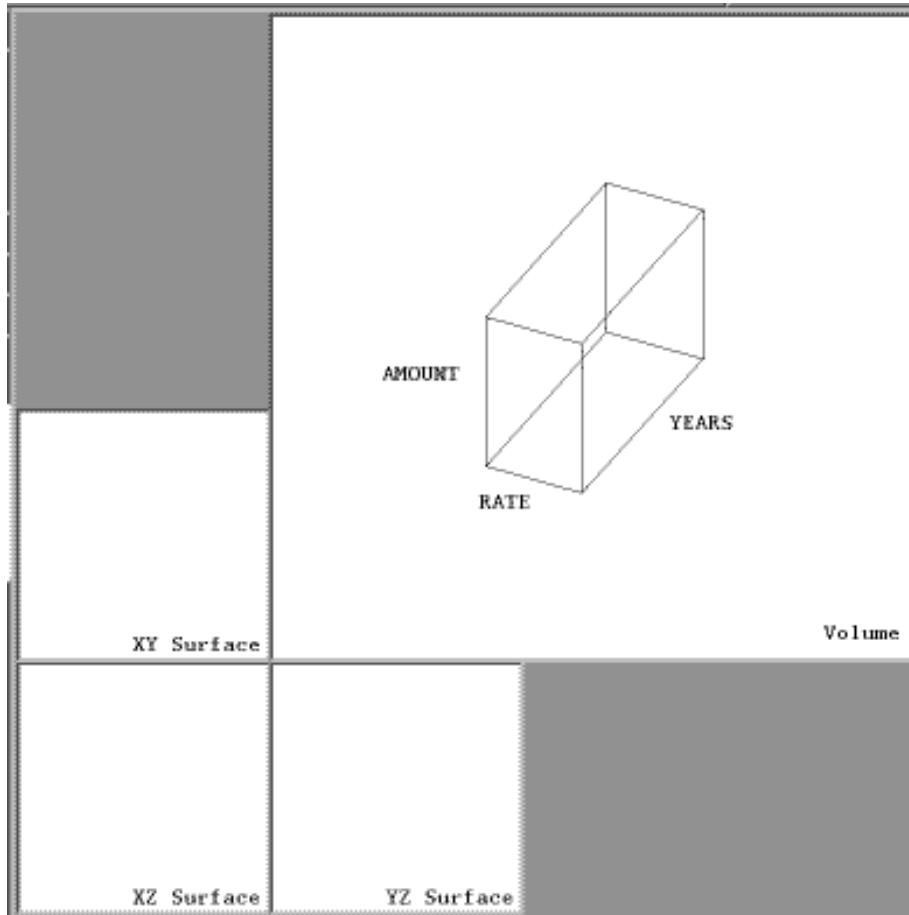 AMOUNT
YEARS
RATE
Volume
XY Surface
XZ Surface
YZ Surface